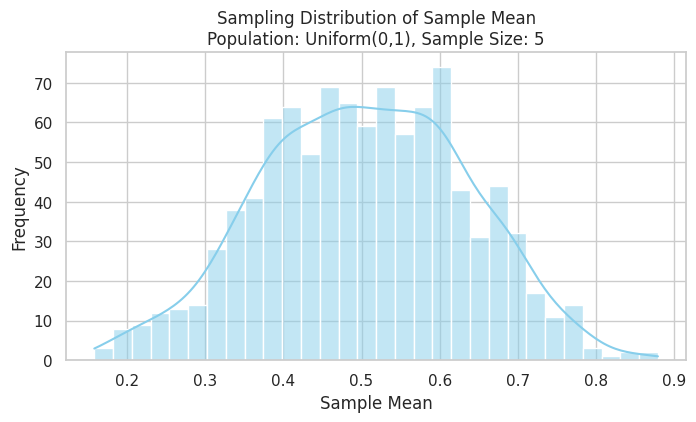 Sampling Distribution of Sample Mean
Population: Uniform(0,1), Sample Size: 5
70
60
50
40
30
20
10
0
Frequency
0.2 0.3 0.4 0.5 0.6 0.7 0.8 0.9
Sample Mean